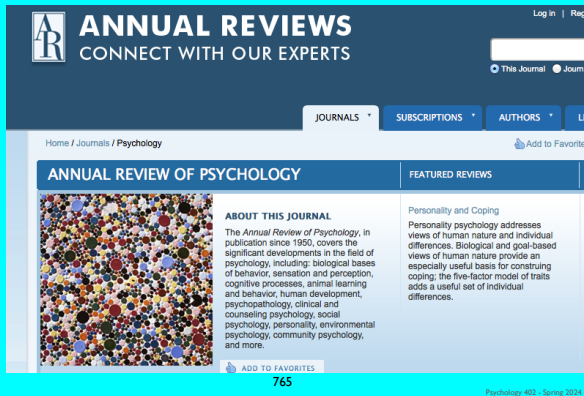 Log in | Reg
AR
ANNUAL REVIEWS
CONNECT WITH OUR EXPERTS
This Journal Journ
JOURNALS SUBSCRIPTIONS AUTHORS LI
Home / Journals / Psychology
Add to Favorite
ANNUAL REVIEW OF PSYCHOLOGY
FEATURED REVIEWS
ABOUT THIS JOURNAL
The Annual Review of Psychology, in
publication since 1950, covers the
significant developments in the field of
psychology, including: biological bases
of behavior, sensation and perception,
cognitive processes, animal learning
and behavior, human development,
psychopathology, clinical and
counseling psychology, social
psychology, personality, environmental
psychology, community psychology,
and more.
ADD TO FAVORITES
Personality and Coping
Personality psychology addresses
views of human nature and individual
differences. Biological and goal-based
views of human nature provide an
especially useful basis for construing
coping; the five-factor model of traits
adds a useful set of individual
differences.
765
Psychology 402 - Spring 2024